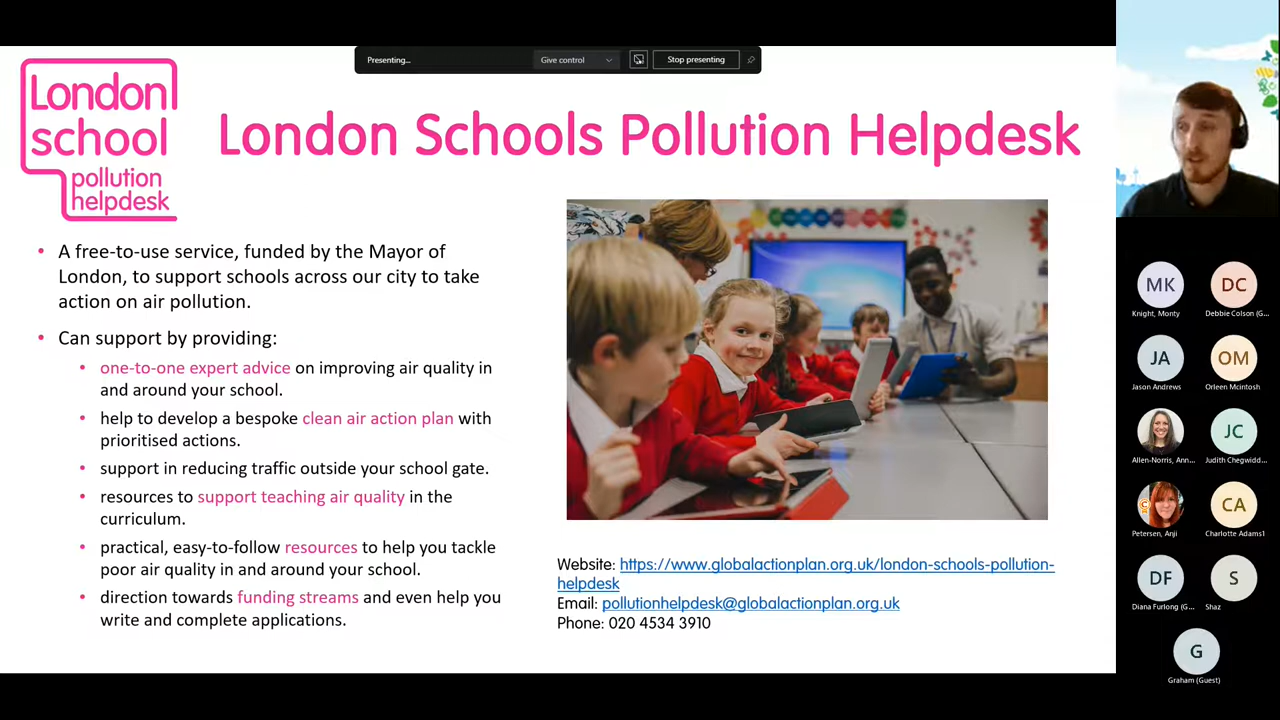 Presenting...
Give control
Stop presenting
London
school
pollution
helpdesk
London Schools Pollution Helpdesk
• A free-to-use service, funded by the Mayor of
London, to support schools across our city to take
action on air pollution.
• Can support by providing:
• one-to-one expert advice on improving air quality in
and around your school.
• help to develop a bespoke clean air action plan with
prioritised actions.
• support in reducing traffic outside your school gate.
• resources to support teaching air quality in the
curriculum.
• practical, easy-to-follow resources to help you tackle
poor air quality in and around your school.
• direction towards funding streams and even help you
write and complete applications.
Website: https://www.globalactionplan.org.uk/london-schools-pollution-
helpdesk
Email: pollutionhelpdesk@globalactionplan.org.uk
Phone: 020 4534 3910
MK
Knight, Monty
DC
Debbie Colson (G...
JA
Jason Andrews
OM
Orleen Mcintosh
Allen-Norris, Ann...
JC
Judith Chegwidd...
Petersen, Anji
CA
Charlotte Adams1
DF
Diana Furlong (G...
S
Shaz
G
Graham (Guest)